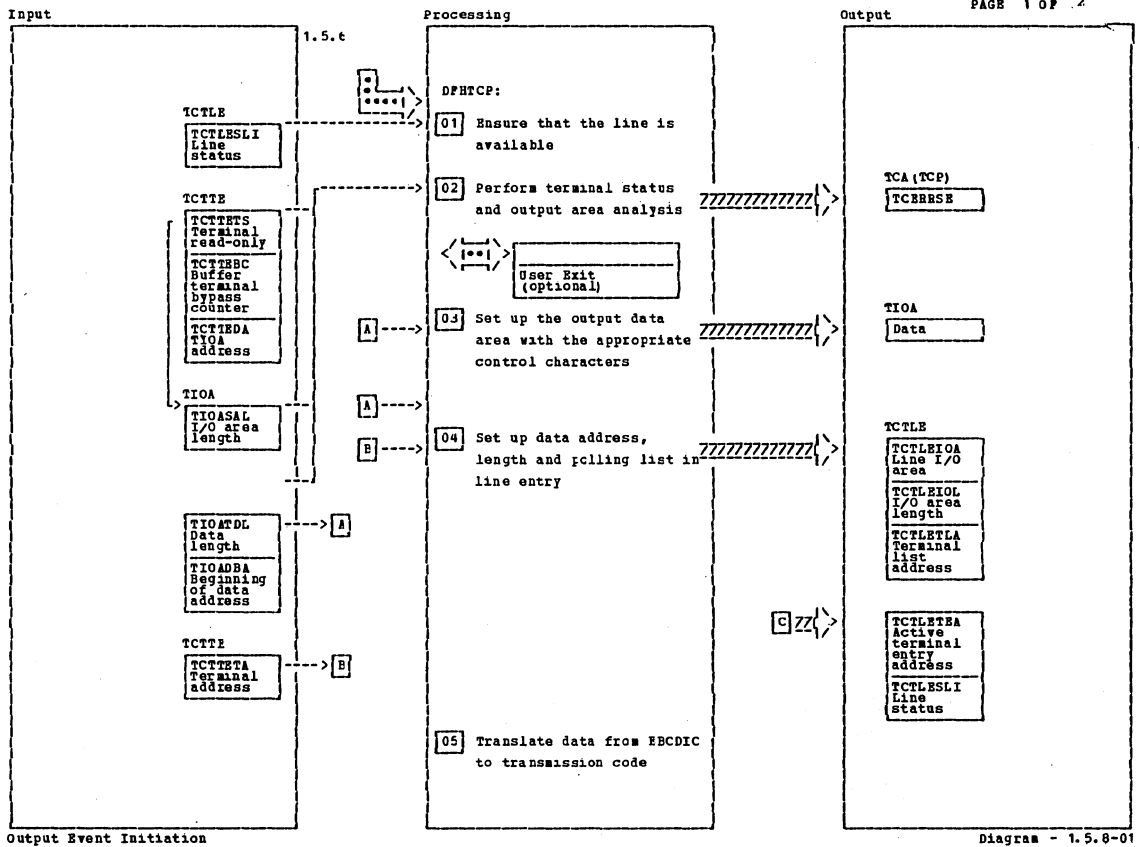 PAGE 1 OF 2
Input
Processing
Output
1.5.6
DFHTCP:
TCTLE
TCTLESLI
Line
status
01 Ensure that the line is
available
TCTTE
TCTTETS
Terminal
read-only
TCTTEBC
Buffer
terminal
bypass
counter
TCTTEDA
TIOA
address
02 Perform terminal status
and output area analysis
TCA (TCP)
TCERRSE
User Exit
(optional)
A
03 Set up the output data
area with the appropriate
control characters
TIOA
Data
TIOA
TIOASAL
I/O area
length
A
B
04 Set up data address,
length and polling list in
line entry
TCTLE
TCTLEIOA
Line I/O
area
TCTLEIOL
I/O area
length
TCTLETLA
Terminal
list
address
TIOATDL
Data
length
A
TIOADBA
Beginning
of data
address
C
TCTLETEA
Active
terminal
entry
address
TCTLESLI
Line
status
TCTTE
TCTTETA
Terminal
address
B
05 Translate data from EBCDIC
to transmission code
Output Event Initiation
Diagram - 1.5.8-01